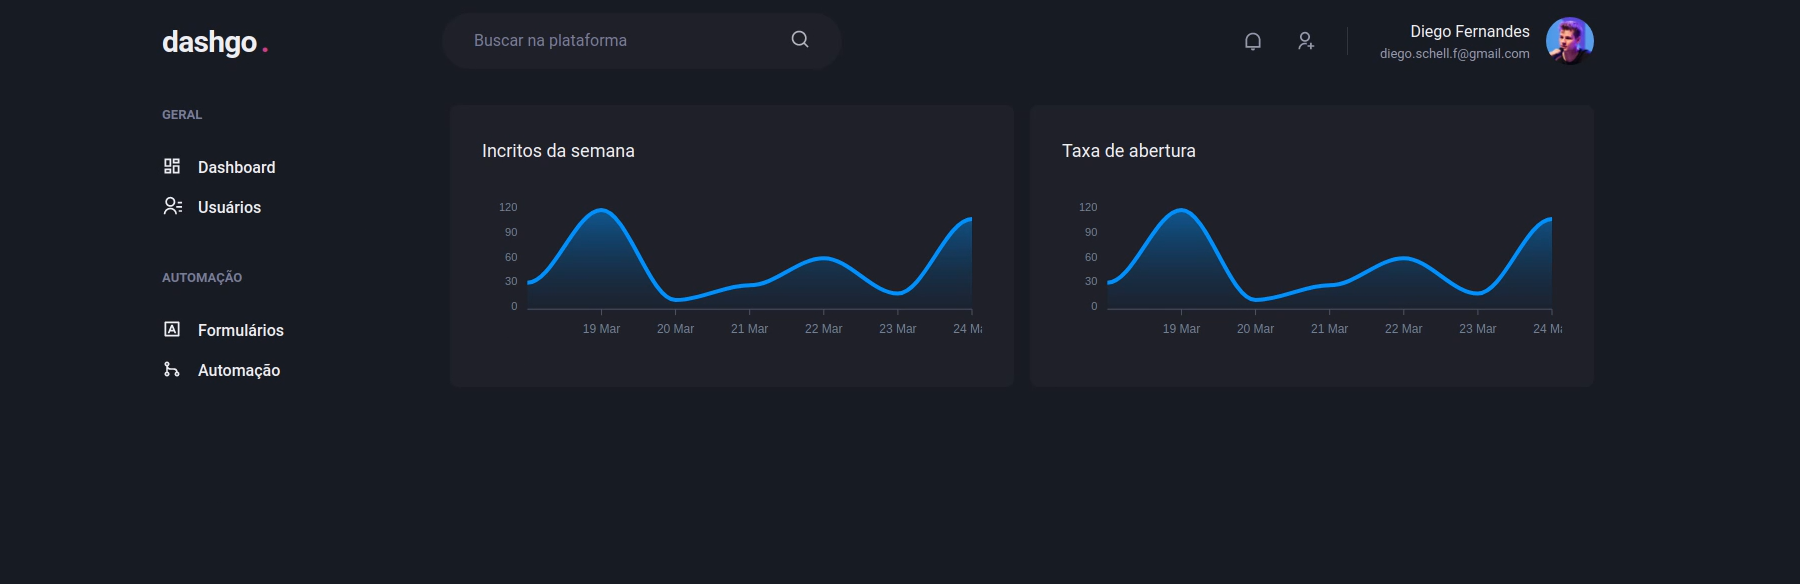 dashgo.
Buscar na plataforma
Diego Fernandes
diego.schell.f@gmail.com
GERAL
Dashboard
Usuários
AUTOMAÇÃO
Formulários
Automação
Incritos da semana
120
90
60
30
0
19 Mar 20 Mar 21 Mar 22 Mar 23 Mar 24 Ma
Taxa de abertura
120
90
60
30
0
19 Mar 20 Mar 21 Mar 22 Mar 23 Mar 24 Ma